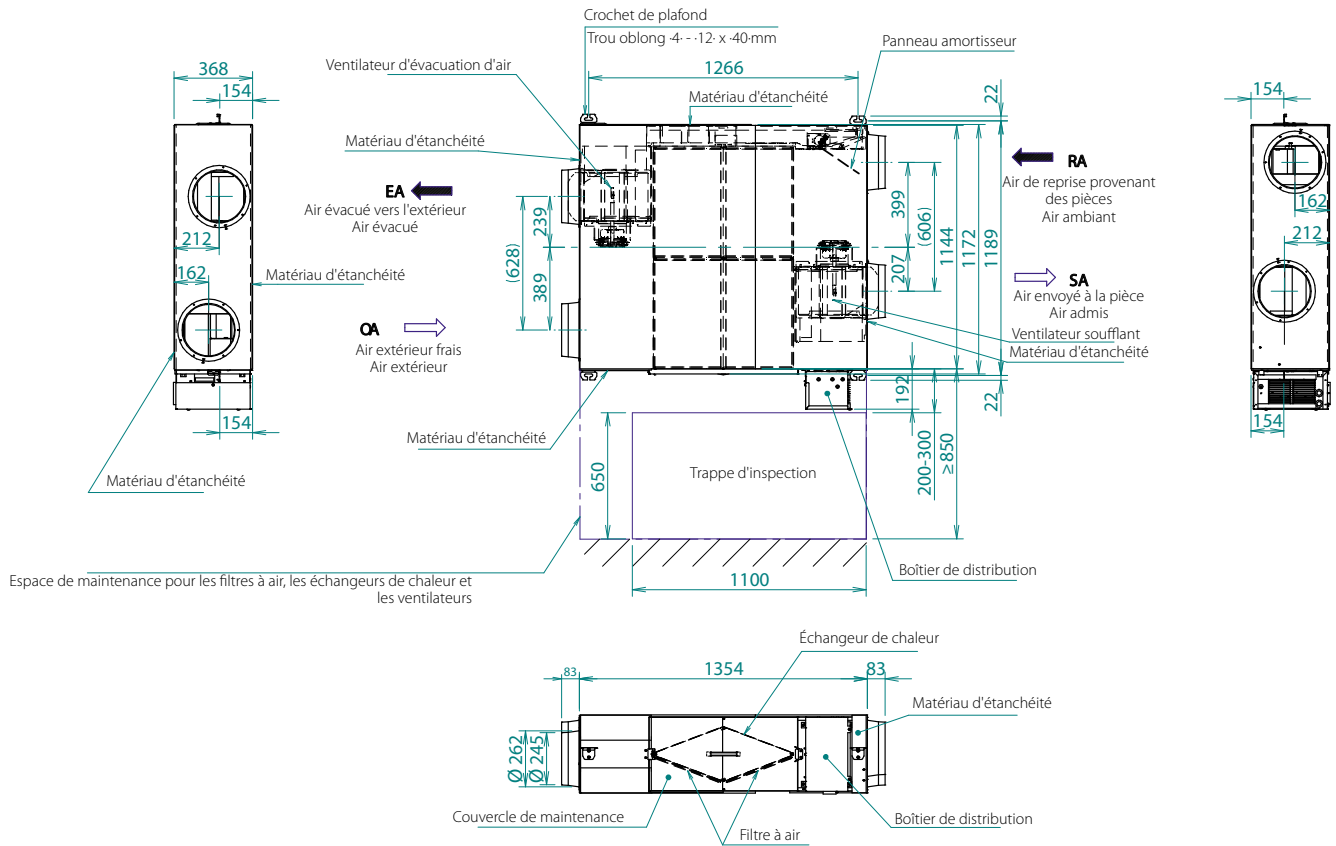 Crochet de plafond
Trou oblong -4- - -12- x -40-mm
Panneau amortisseur
Ventilateur d'évacuation d'air
368
154
1266
22
154
Matériau d'étanchéité
Matériau d'étanchéité
EA
Air évacué vers l'extérieur
Air évacué
RA
Air de reprise provenant
des pièces
Air ambiant
239
(628)
389
399
(606)
207
1144
1172
1189
212
162
162
212
Matériau d'étanchéité
SA
Air envoyé à la pièce
Air admis
OA
Air extérieur frais
Air extérieur
Ventilateur soufflant
Matériau d'étanchéité
192
22
154
154
Matériau d'étanchéité
Matériau d'étanchéité
650
Trappe d'inspection
200-300
≥850
Boîtier de distribution
Espace de maintenance pour les filtres à air, les échangeurs de chaleur et
les ventilateurs
1100
Échangeur de chaleur
83
1354
83
Matériau d'étanchéité
Ø 262
Ø 245
Couvercle de maintenance
Filtre à air
Boîtier de distribution